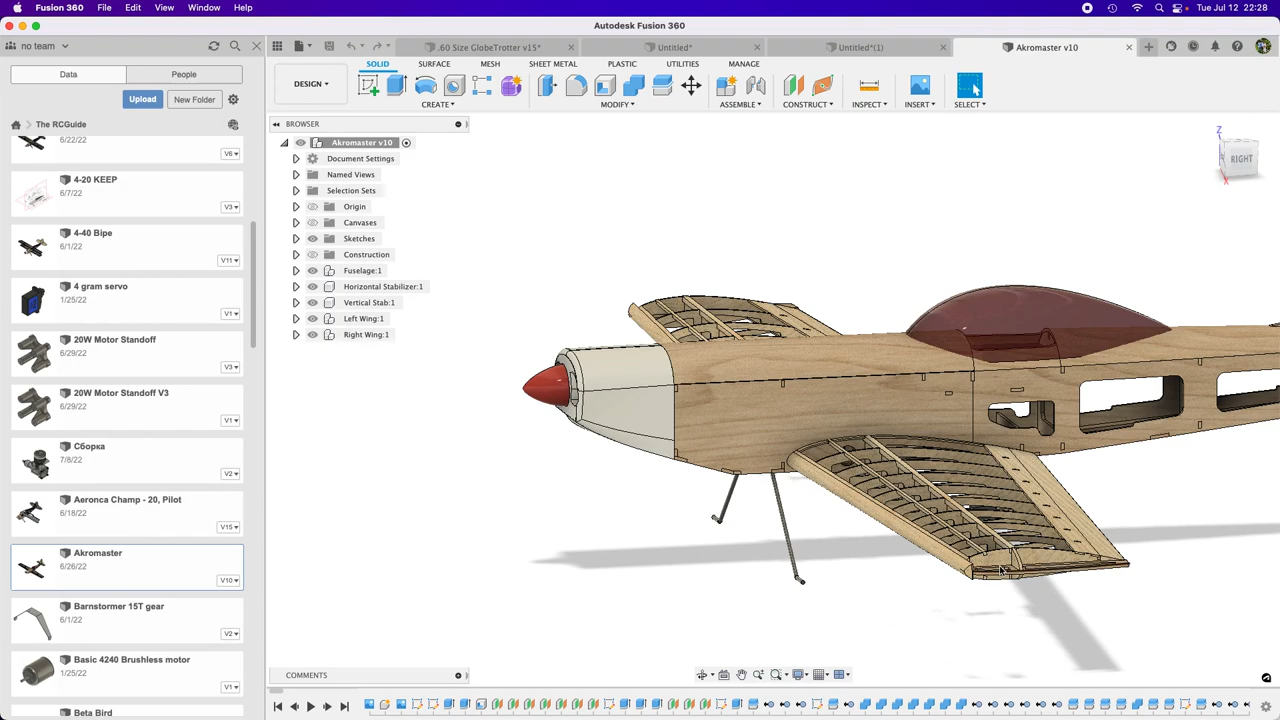 Fusion 360 File Edit View Window Help Tue Jul 12 22:28
Autodesk Fusion 360
no team
.60 Size GlobeTrotter v15* Untitled* Untitled*(1) Akromaster v10
Data People
SOLID SURFACE MESH SHEET METAL PLASTIC UTILITIES MANAGE
DESIGN
Upload New Folder
CREATE MODIFY ASSEMBLE CONSTRUCT INSPECT INSERT SELECT
The RCGuide
BROWSER
Z
RIGHT
X
6/22/22
V6
4-20 KEEP
6/7/22
V3
4-40 Bipe
6/1/22
V11
4 gram servo
1/25/22
V1
20W Motor Standoff
6/29/22
V3
20W Motor Standoff V3
6/29/22
V1
Сборка
7/8/22
V2
Aeronca Champ - 20, Pilot
6/18/22
V15
Akromaster
6/26/22
V10
Barnstormer 15T gear
6/1/22
V2
Basic 4240 Brushless motor
1/25/22
V1
Beta Bird
Akromaster v10
Document Settings
Named Views
Selection Sets
Origin
Canvases
Sketches
Construction
Fuselage:1
Horizontal Stabilizer:1
Vertical Stab:1
Left Wing:1
Right Wing:1
COMMENTS